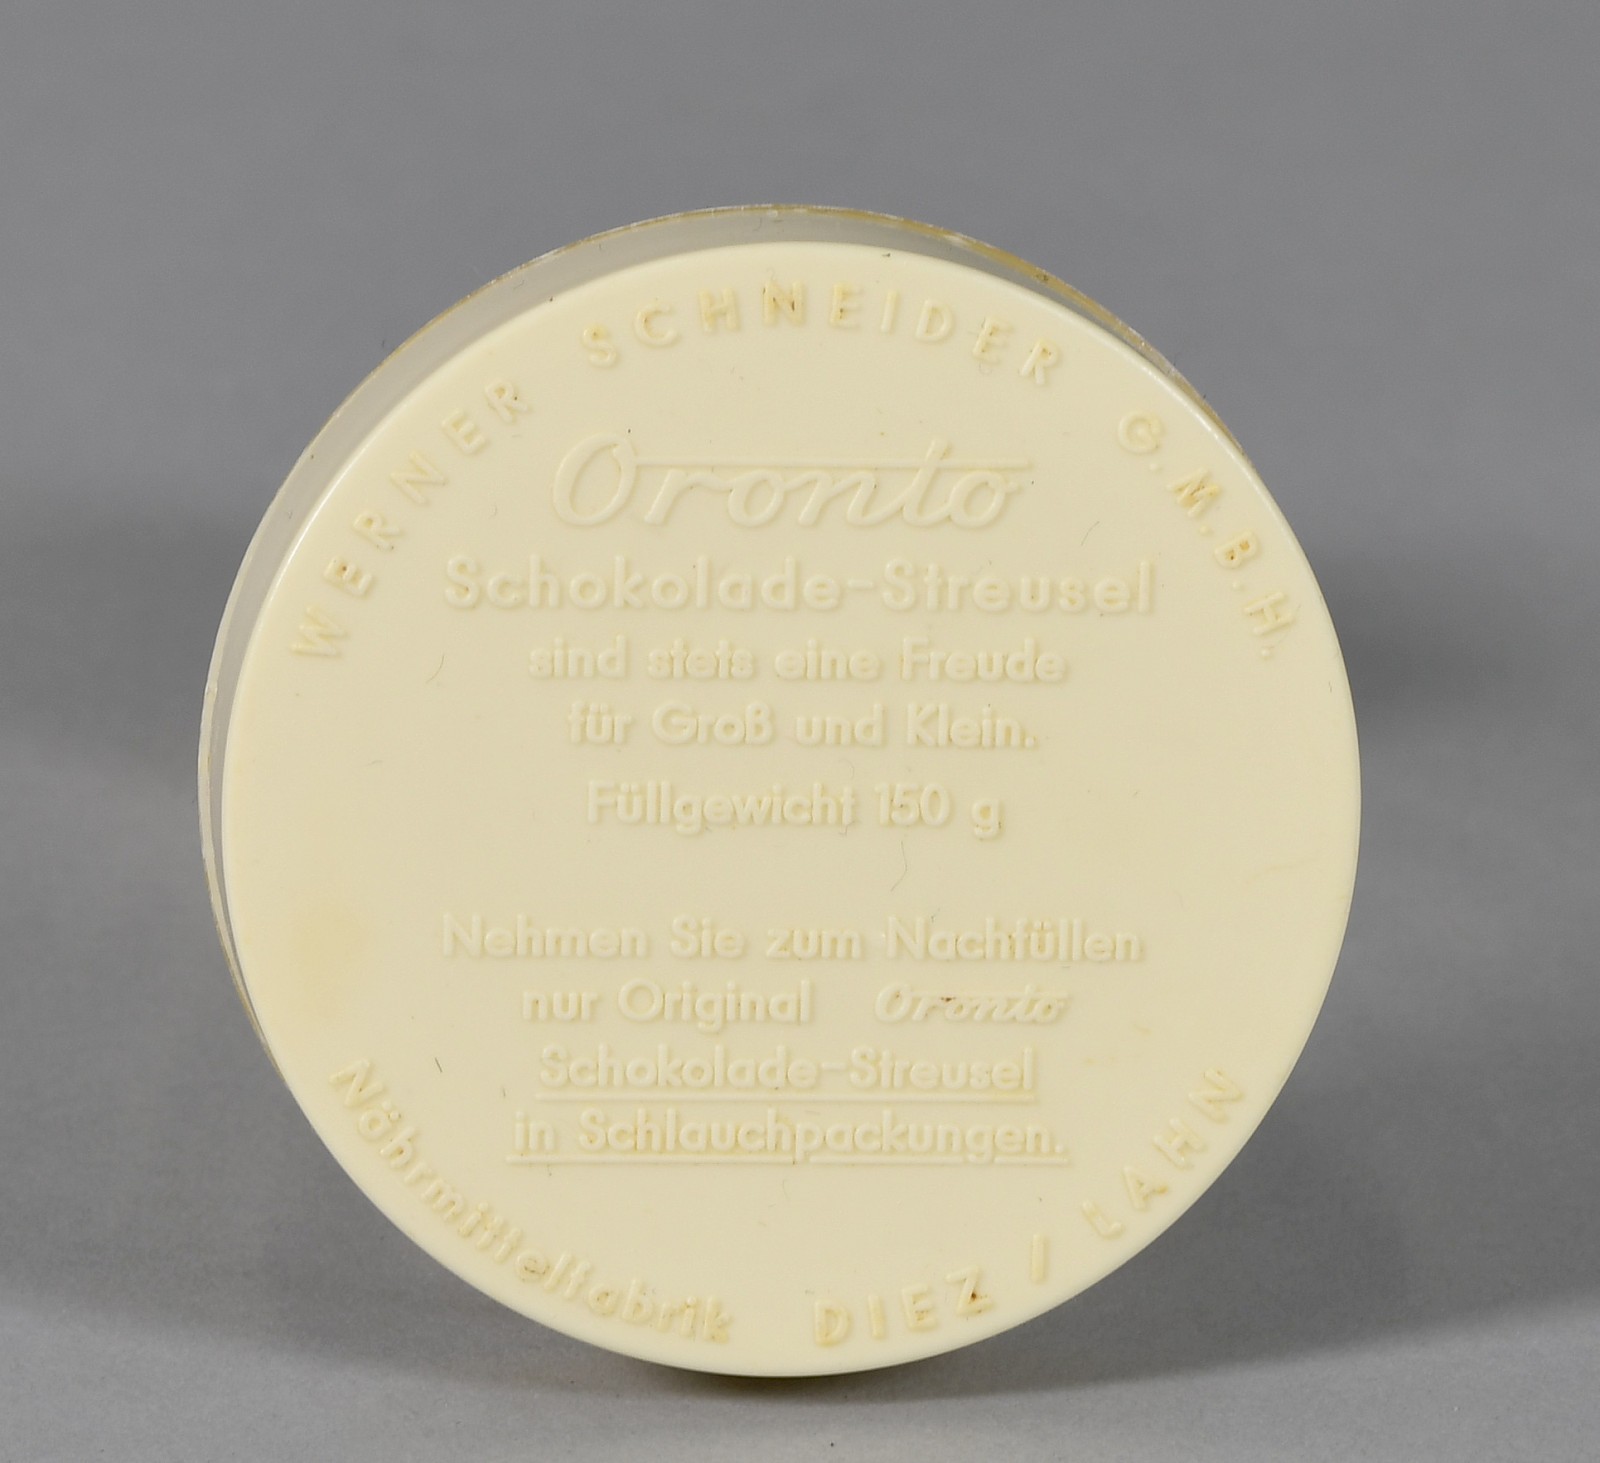 WERNER SCHNEIDER G.M.B.H.
Oronto
Schokolade-Streusel
sind stets eine Freude
für Groß und Klein.
Füllgewicht 150 g
Nehmen Sie zum Nachfüllen
nur Original Oronto
Schokolade-Streusel
in Schlauchpackungen.
Nährmittelfabrik DIEZ / LAHN